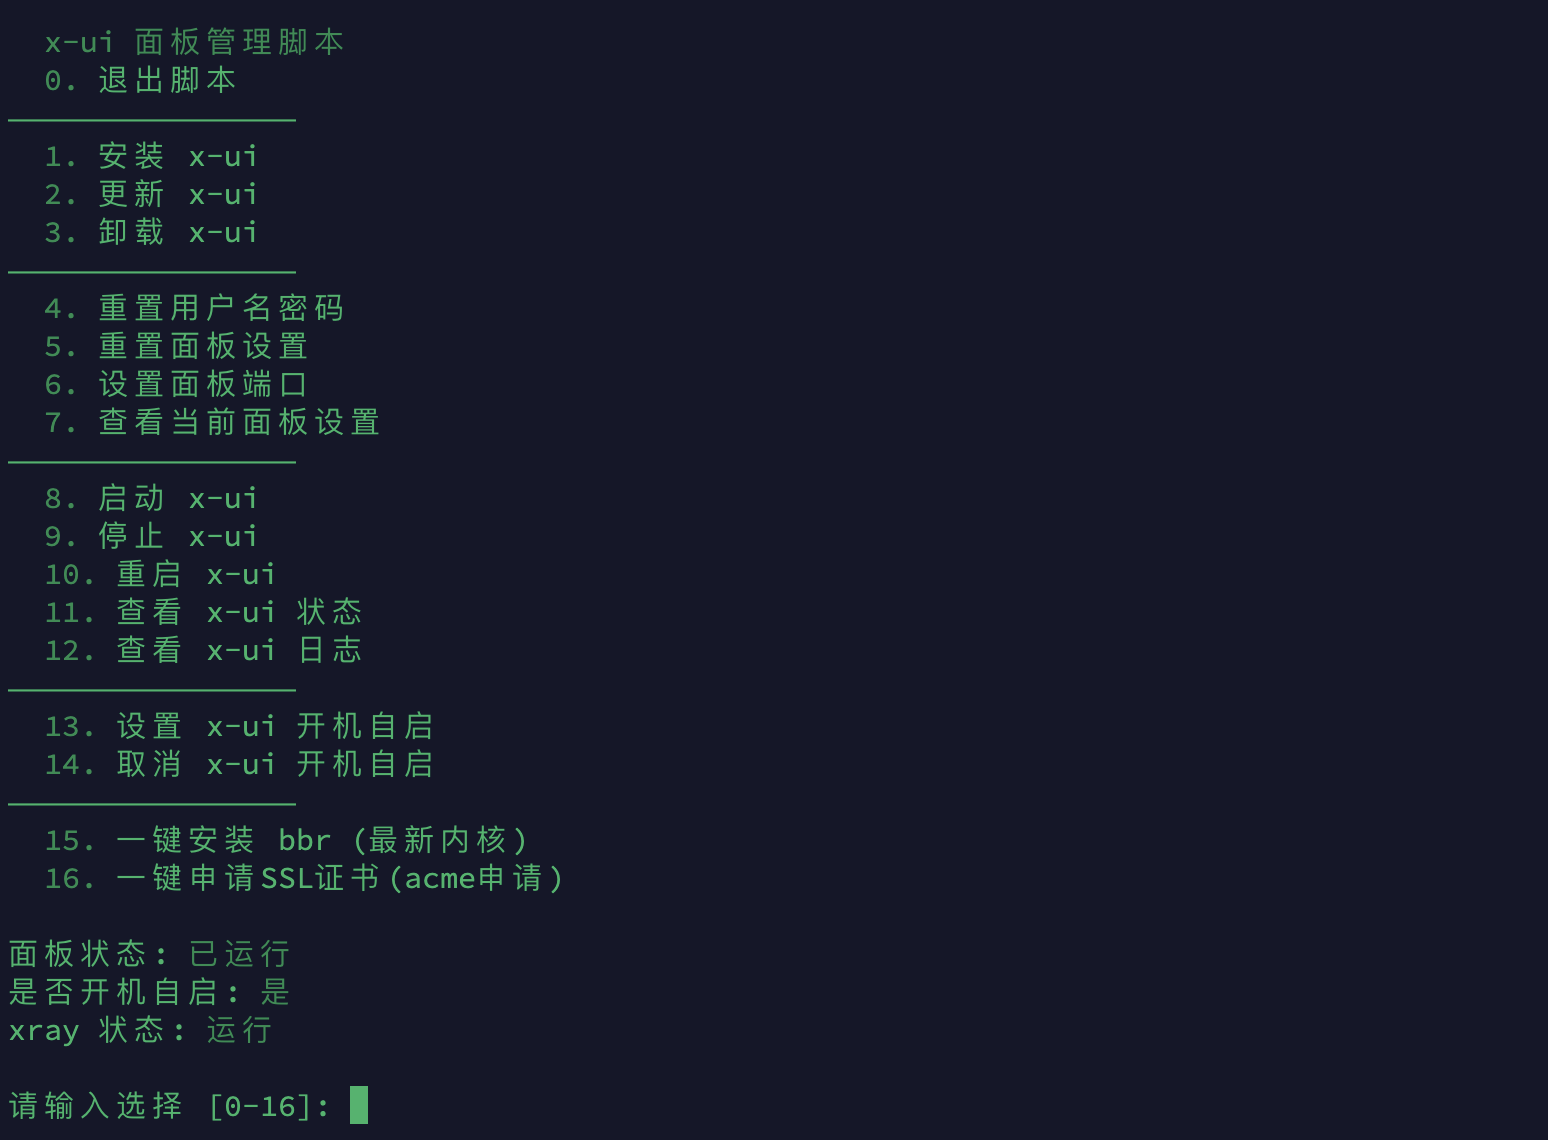 x-ui 面板管理脚本
0. 退出脚本
————————————————
1. 安装 x-ui
2. 更新 x-ui
3. 卸载 x-ui
————————————————
4. 重置用户名密码
5. 重置面板设置
6. 设置面板端口
7. 查看当前面板设置
————————————————
8. 启动 x-ui
9. 停止 x-ui
10. 重启 x-ui
11. 查看 x-ui 状态
12. 查看 x-ui 日志
————————————————
13. 设置 x-ui 开机自启
14. 取消 x-ui 开机自启
————————————————
15. 一键安装 bbr (最新内核)
16. 一键申请SSL证书(acme申请)
面板状态: 已运行
是否开机自启: 是
xray 状态: 运行
请输入选择 [0-16]: